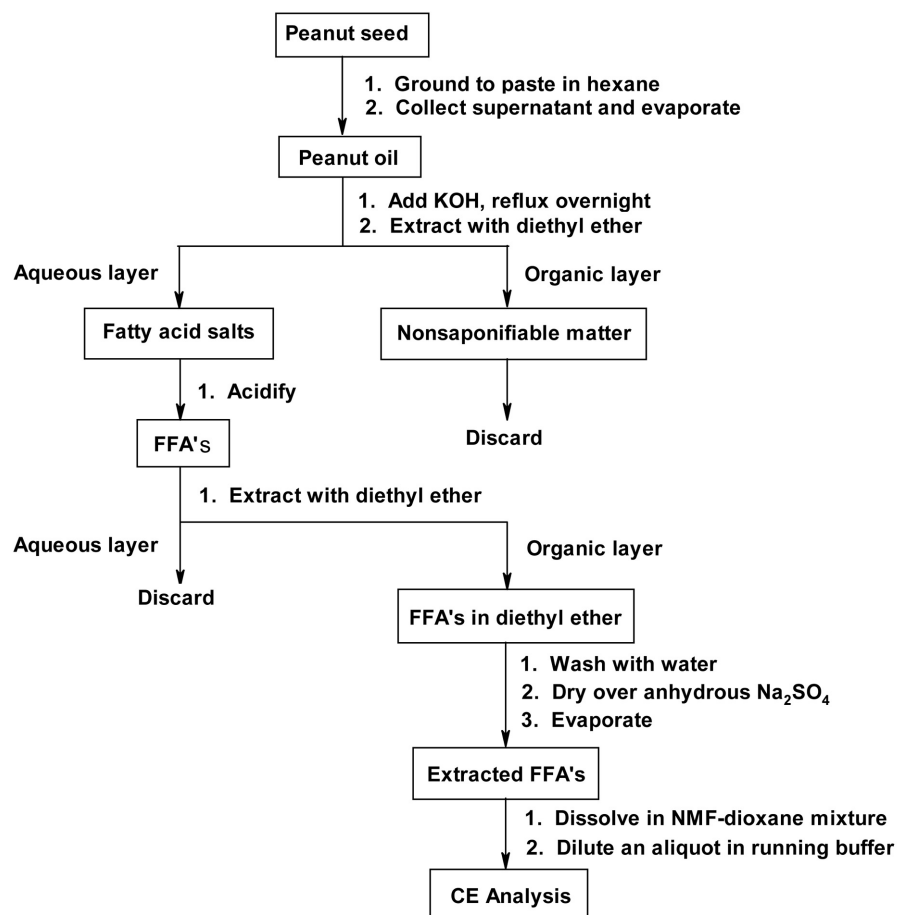 Peanut seed
1. Ground to paste in hexane
2. Collect supernatant and evaporate
Peanut oil
1. Add KOH, reflux overnight
2. Extract with diethyl ether
Aqueous layer
Organic layer
Fatty acid salts
Nonsaponifiable matter
1. Acidify
Discard
FFA's
1. Extract with diethyl ether
Aqueous layer
Organic layer
Discard
FFA's in diethyl ether
1. Wash with water
2. Dry over anhydrous Na₂SO₄
3. Evaporate
Extracted FFA's
1. Dissolve in NMF-dioxane mixture
2. Dilute an aliquot in running buffer
CE Analysis